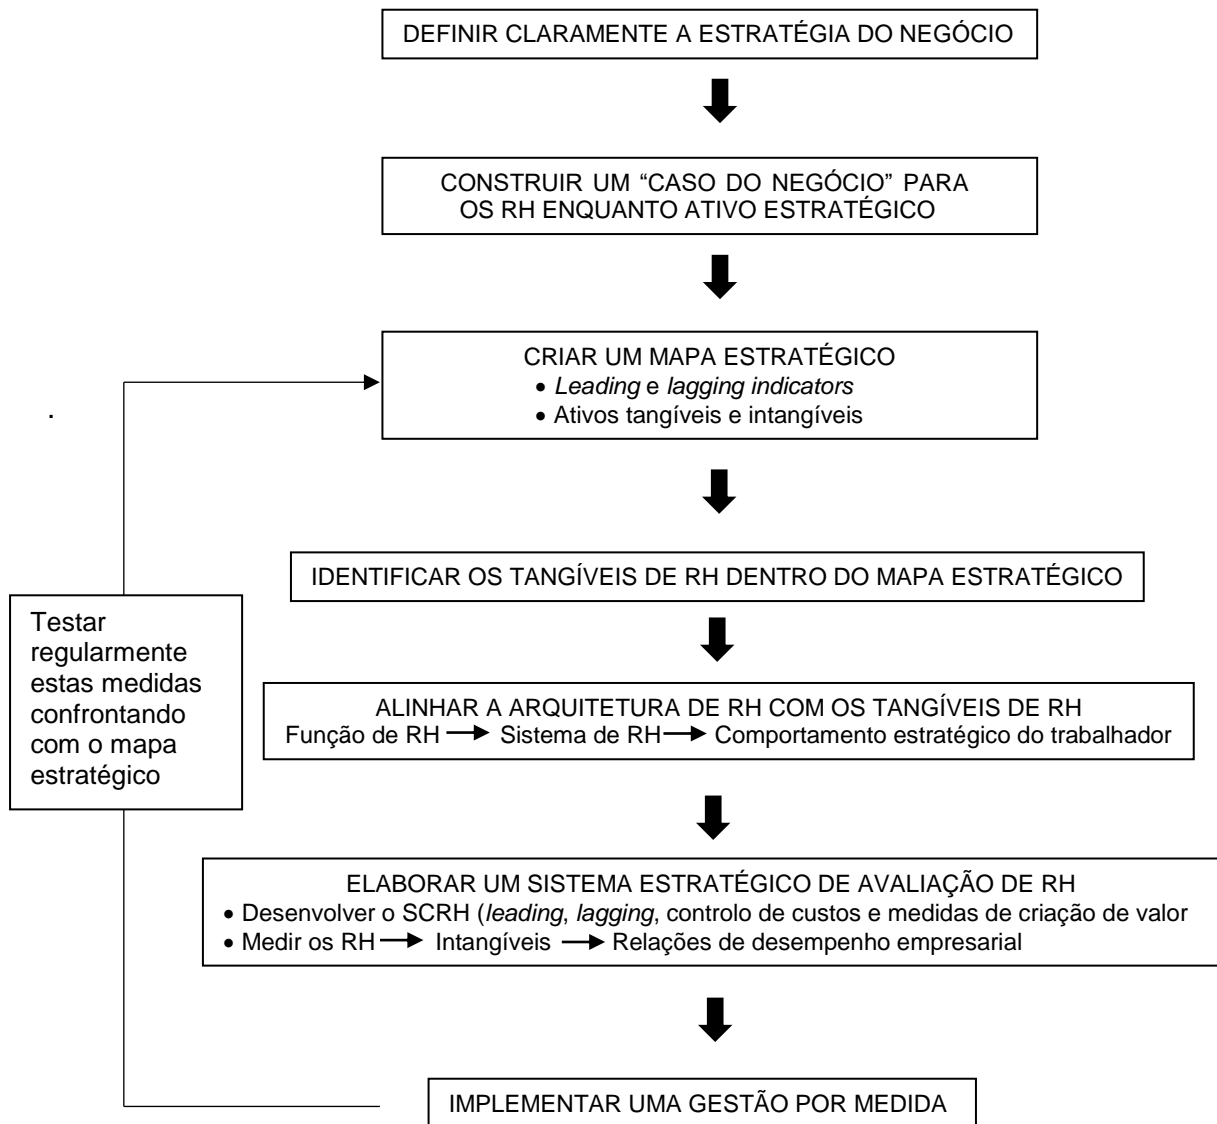 DEFINIR CLARAMENTE A ESTRATÉGIA DO NEGÓCIO
CONSTRUIR UM “CASO DO NEGÓCIO” PARA
OS RH ENQUANTO ATIVO ESTRATÉGICO
CRIAR UM MAPA ESTRATÉGICO
• Leading e lagging indicators
• Ativos tangíveis e intangíveis
.
IDENTIFICAR OS TANGÍVEIS DE RH DENTRO DO MAPA ESTRATÉGICO
Testar
regularmente
estas medidas
confrontando
com o mapa
estratégico
ALINHAR A ARQUITETURA DE RH COM OS TANGÍVEIS DE RH
Função de RH → Sistema de RH → Comportamento estratégico do trabalhador
ELABORAR UM SISTEMA ESTRATÉGICO DE AVALIAÇÃO DE RH
• Desenvolver o SCRH (leading, lagging, controlo de custos e medidas de criação de valor
• Medir os RH → Intangíveis → Relações de desempenho empresarial
IMPLEMENTAR UMA GESTÃO POR MEDIDA